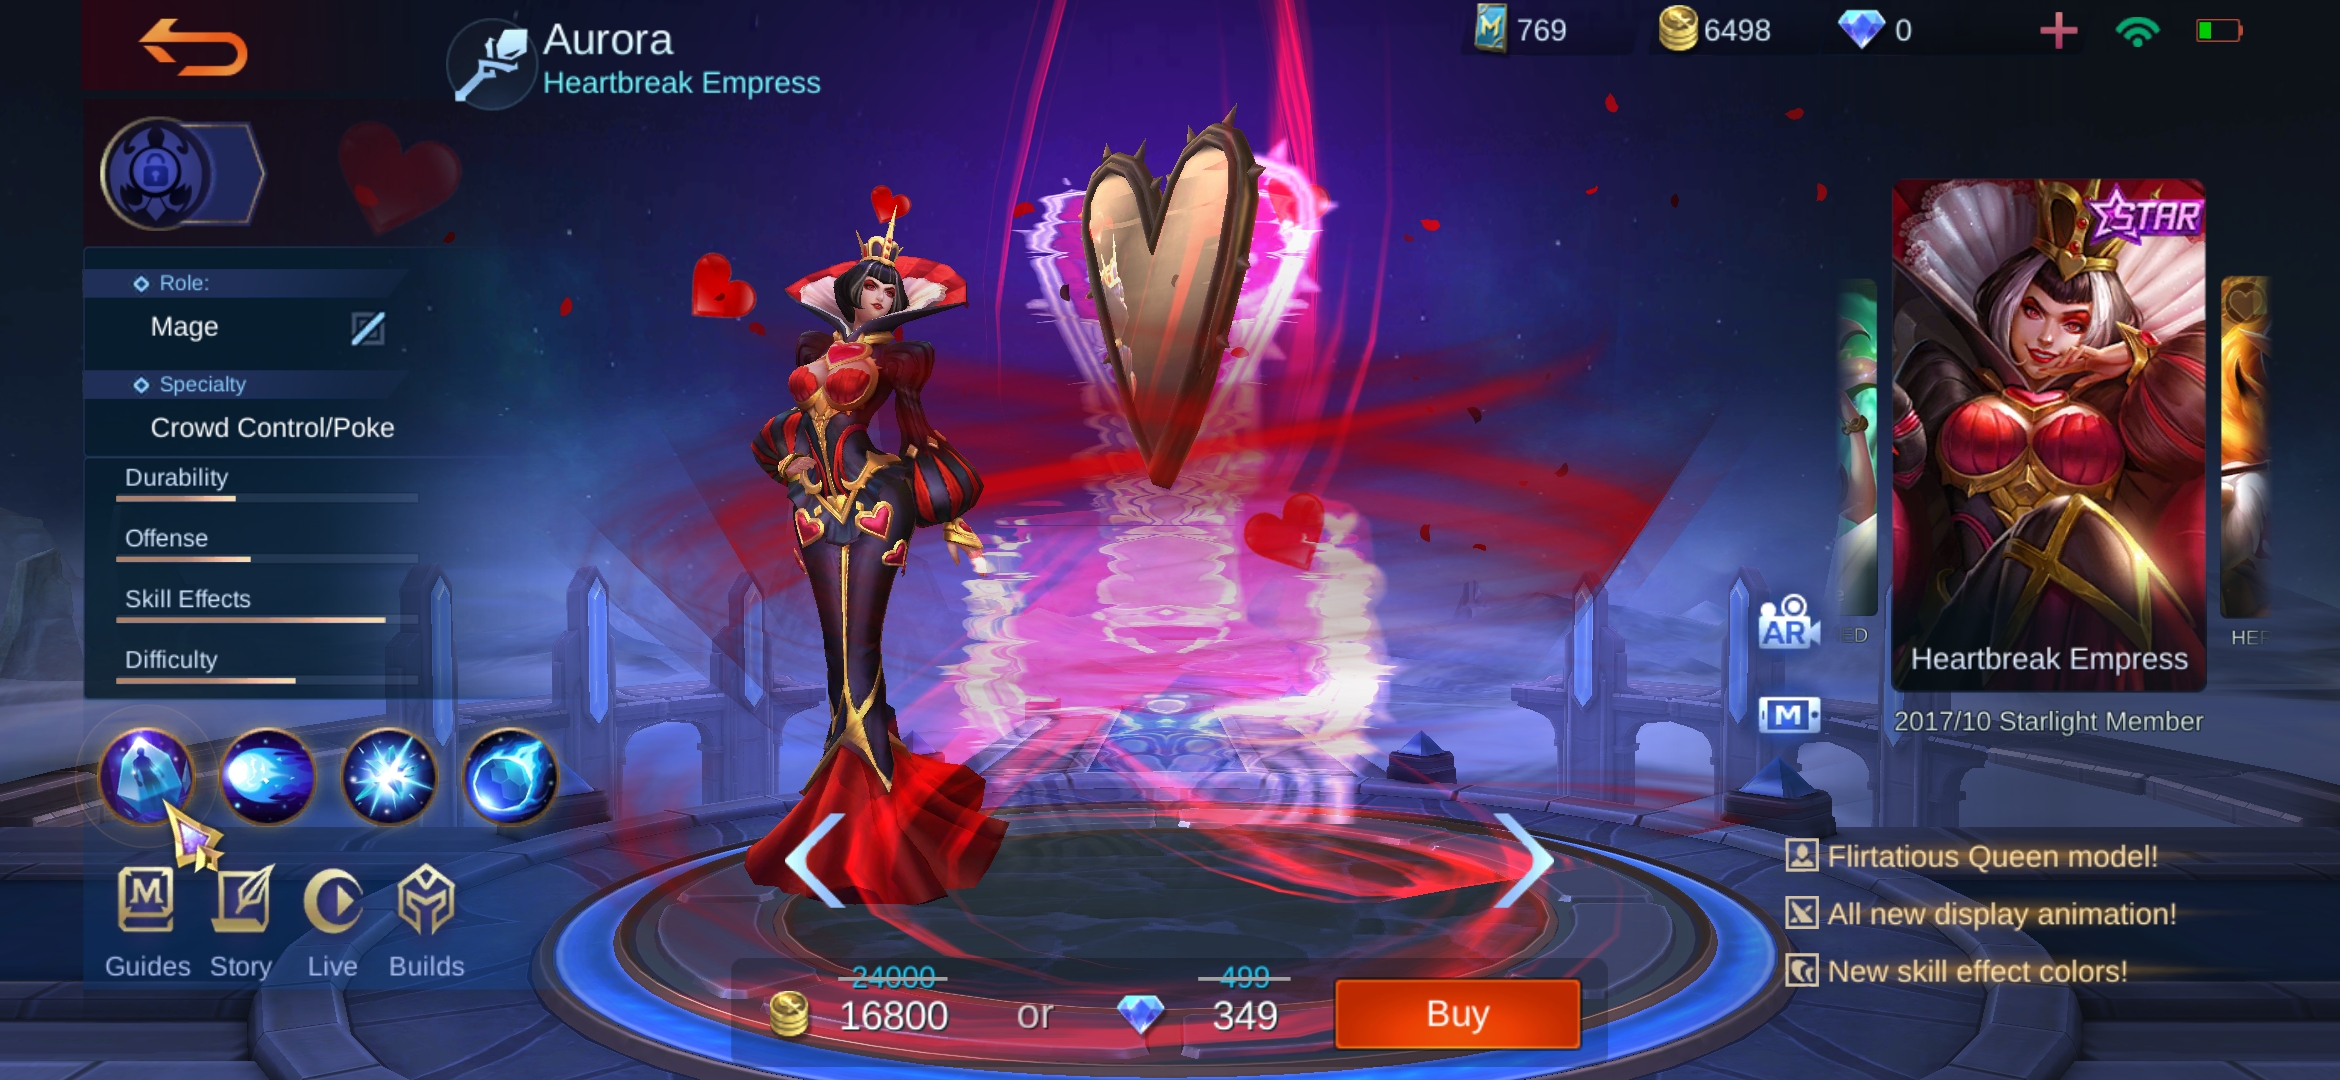 Aurora
Heartbreak Empress
769
6498
0
Role:
Mage
Specialty
Crowd Control/Poke
Durability
Offense
Skill Effects
Difficulty
Guides
Story
Live
Builds
M
24000
16800
or
499
349
Buy
AR
M
STAR
Heartbreak Empress
2017/10 Starlight Member
ED
HE
Flirtatious Queen model!
All new display animation!
New skill effect colors!